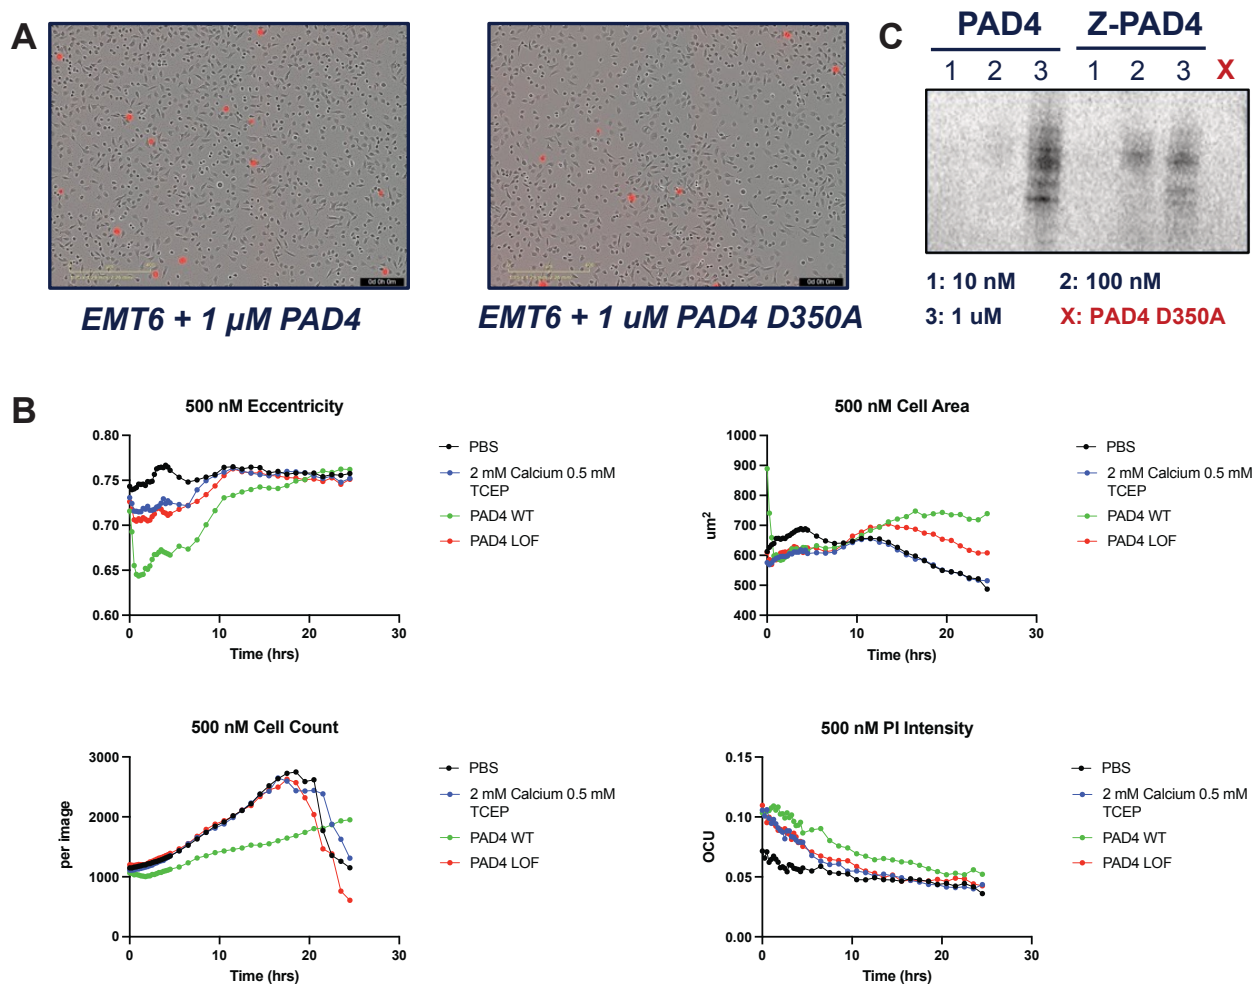 A
EMT6 + 1 µM PAD4
0d 0h 0m
EMT6 + 1 uM PAD4 D350A
0d 0h 0m
C
PAD4 Z-PAD4
1 2 3 1 2 3 X
1: 10 nM 2: 100 nM
3: 1 uM X: PAD4 D350A
B
500 nM Eccentricity
0.80
0.75
0.70
0.65
0.60
0 10 20 30
Time (hrs)
PBS
2 mM Calcium 0.5 mM
TCEP
PAD4 WT
PAD4 LOF
500 nM Cell Area
um²
1000
900
800
700
600
500
400
0 10 20 30
Time (hrs)
PBS
2 mM Calcium 0.5 mM
TCEP
PAD4 WT
PAD4 LOF
500 nM Cell Count
per image
3000
2000
1000
0
0 10 20 30
Time (hrs)
PBS
2 mM Calcium 0.5 mM
TCEP
PAD4 WT
PAD4 LOF
500 nM PI Intensity
OCU
0.15
0.10
0.05
0.00
0 10 20 30
Time (hrs)
PBS
2 mM Calcium 0.5 mM
TCEP
PAD4 WT
PAD4 LOF